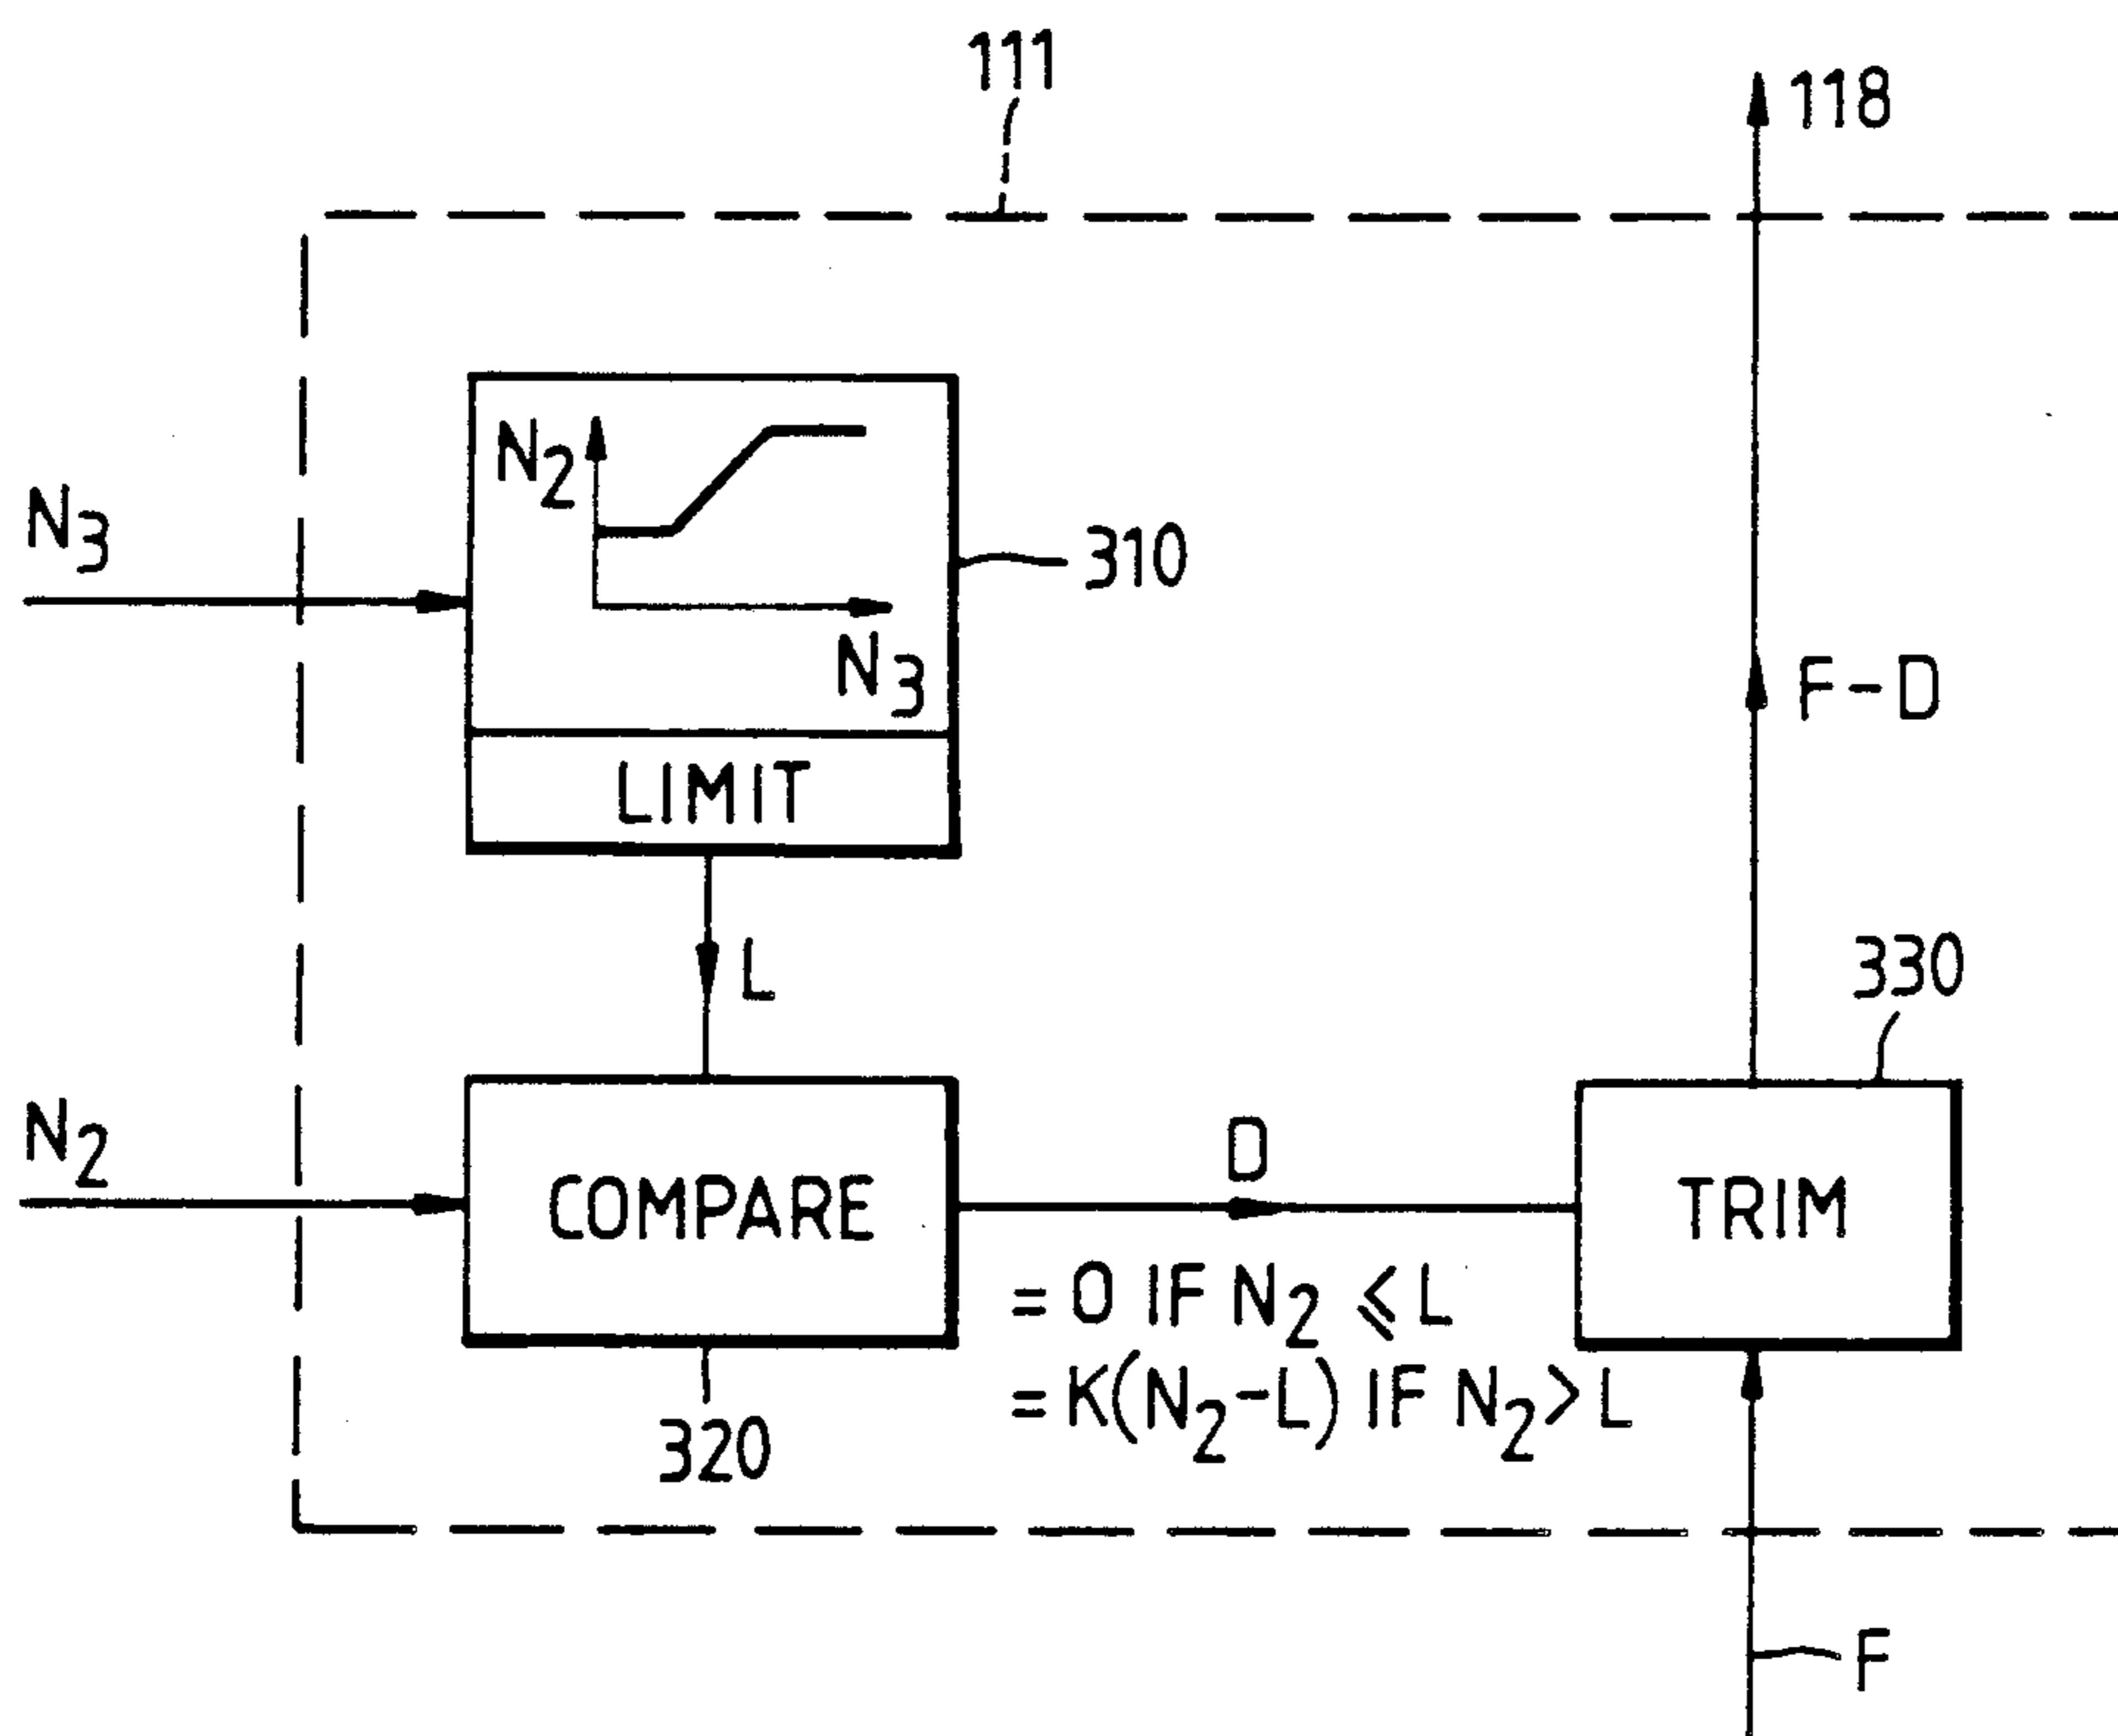 111
118
N₃
N₂
N₃
310
LIMIT
F-D
L
330
N₂
COMPARE
D
TRIM
= 0 IF N₂ ⩽ L
= K(N₂-L) IF N₂> L
320
F